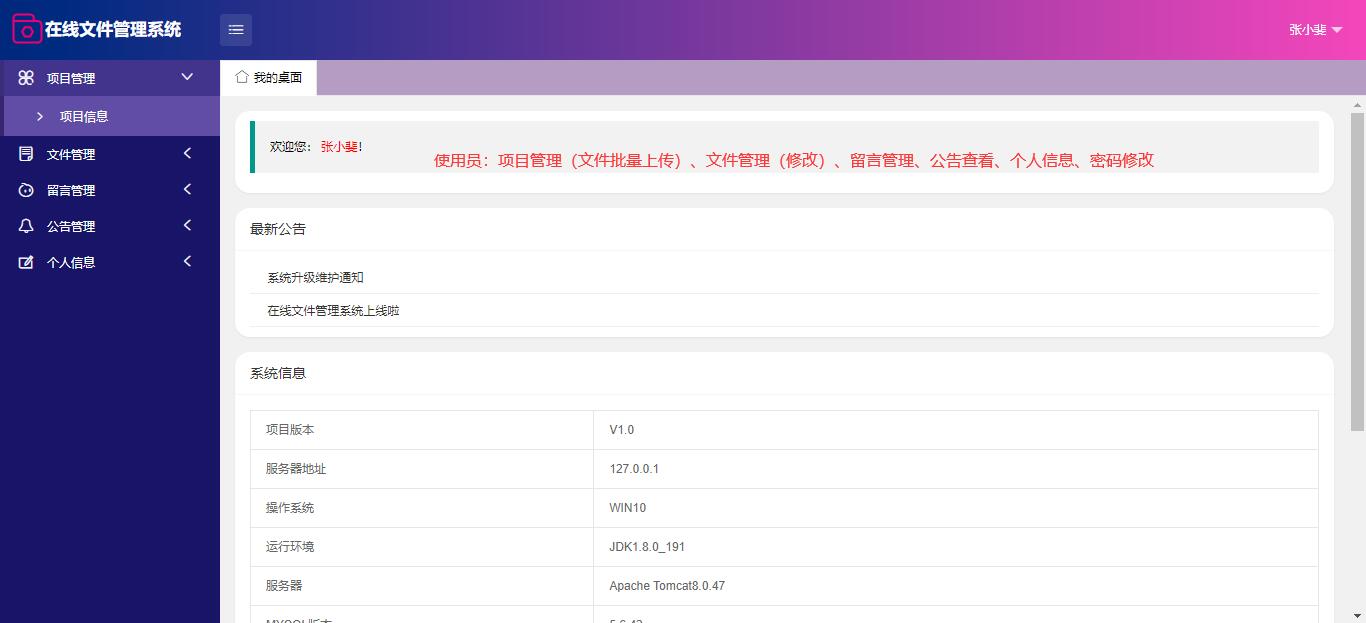 在线文件管理系统
张小斐
项目管理
项目信息
文件管理
留言管理
公告管理
个人信息
我的桌面
欢迎您：张小斐!
使用员：项目管理（文件批量上传）、文件管理（修改）、留言管理、公告查看、个人信息、密码修改
最新公告
系统升级维护通知
在线文件管理系统上线啦
系统信息
项目版本 V1.0
服务器地址 127.0.0.1
操作系统 WIN10
运行环境 JDK1.8.0_191
服务器 Apache Tomcat8.0.47